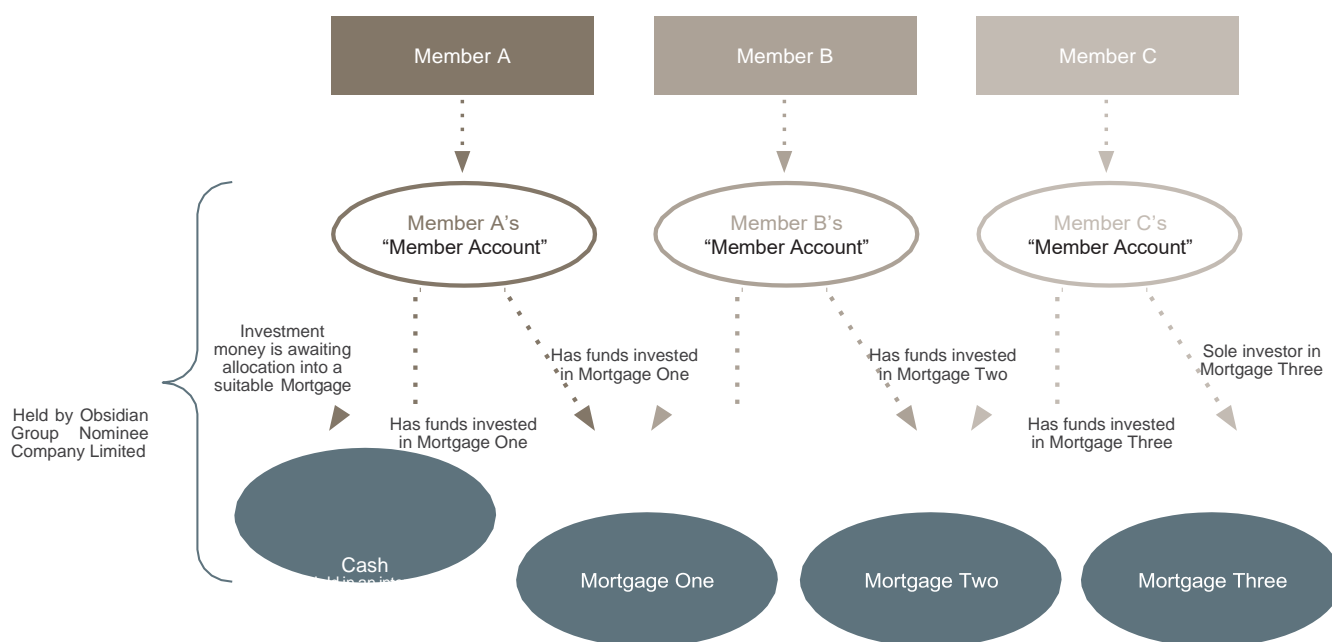 Member A
Member B
Member C
Member A’s
“Member Account”
Member B’s
“Member Account”
Member C’s
“Member Account”
Investment
money is awaiting
allocation into a
suitable Mortgage
Has funds invested
in Mortgage One
Has funds invested
in Mortgage Two
Sole investor in
Mortgage Three
Held by Obsidian
Group Nominee
Company Limited
Has funds invested
in Mortgage One
Has funds invested
in Mortgage Three
Cash
in an
Mortgage One
Mortgage Two
Mortgage Three